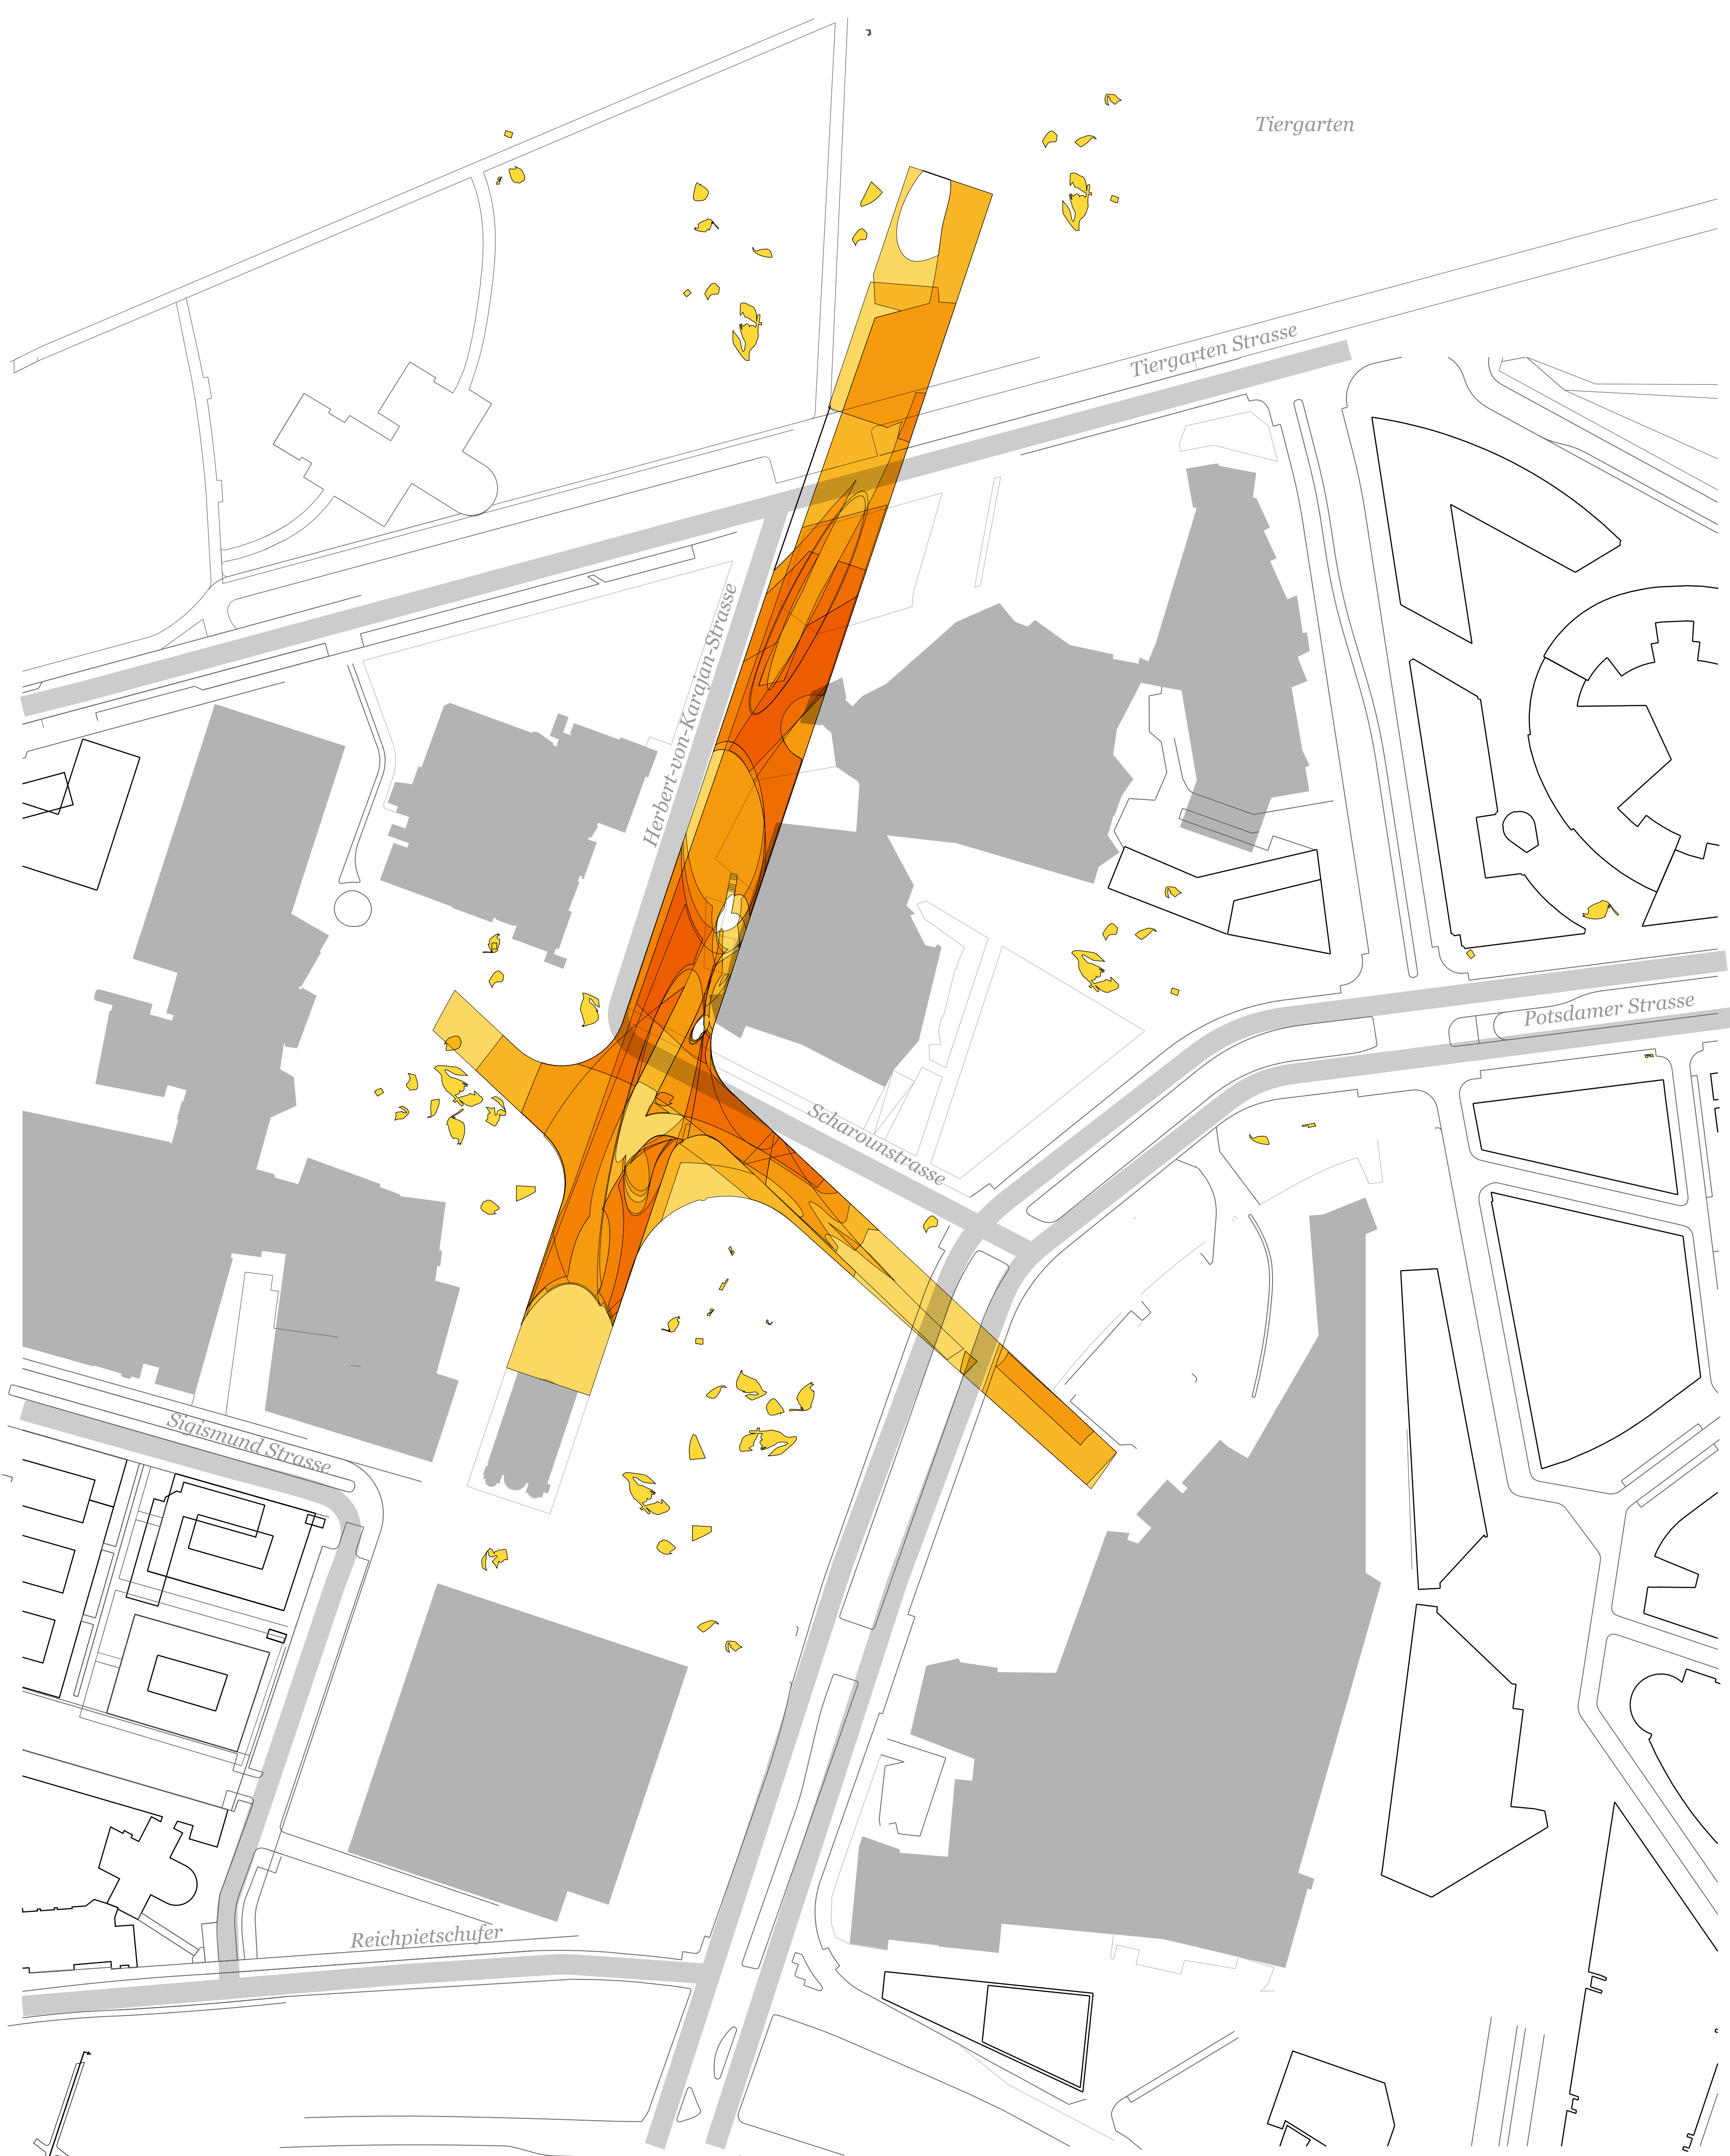 Tiergarten
Tiergarten Strasse
Herbert-von-Karajan-Strasse
Potsdamer Strasse
Scharounstrasse
Sigismund Strasse
Reichpietschufer